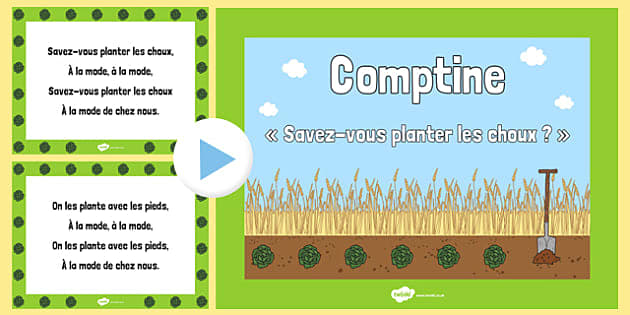 Savez-vous planter les choux,
À la mode, à la mode,
Savez-vous planter les choux
À la mode de chez nous.
On les plante avec les pieds,
À la mode, à la mode,
On les plante avec les pieds,
À la mode de chez nous.
Comptine
« Savez-vous planter les choux ? »
twinkl